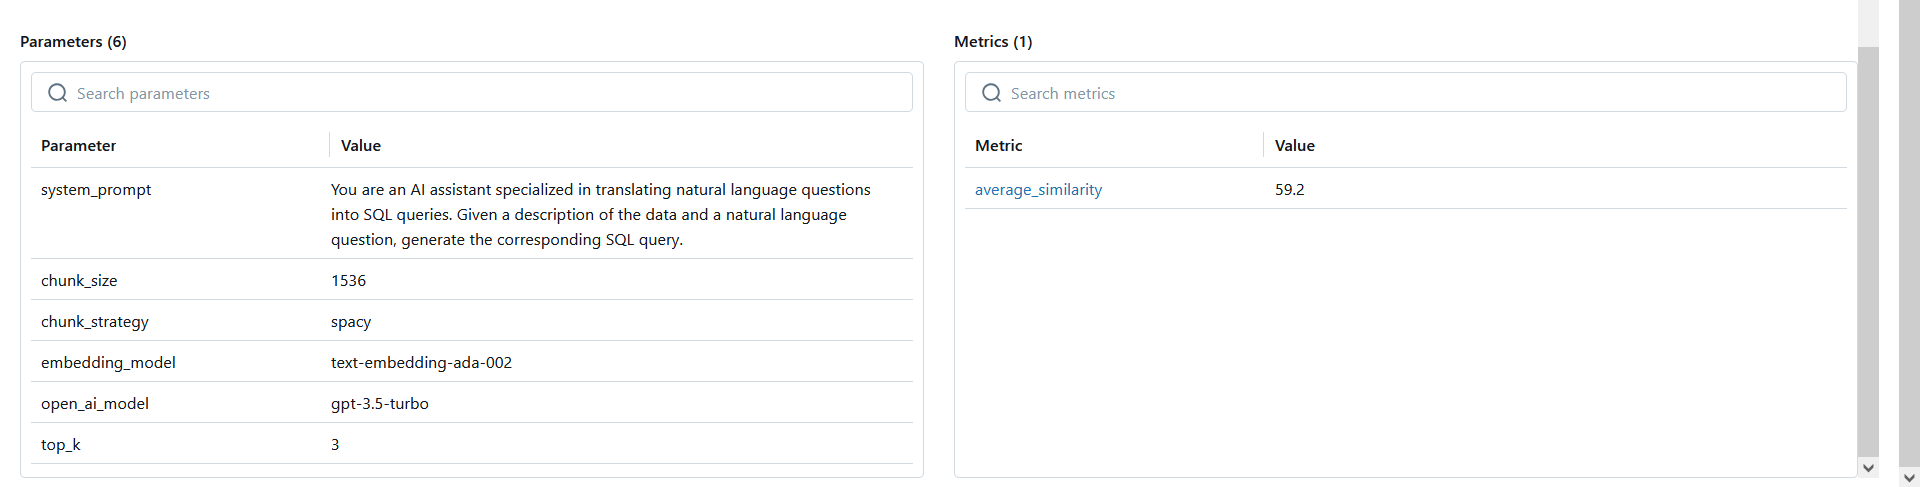 Parameters (6)
Search parameters
Parameter Value
system_prompt You are an AI assistant specialized in translating natural language questions
into SQL queries. Given a description of the data and a natural language
question, generate the corresponding SQL query.
chunk_size 1536
chunk_strategy spacy
embedding_model text-embedding-ada-002
open_ai_model gpt-3.5-turbo
top_k 3
Metrics (1)
Search metrics
Metric Value
average_similarity 59.2